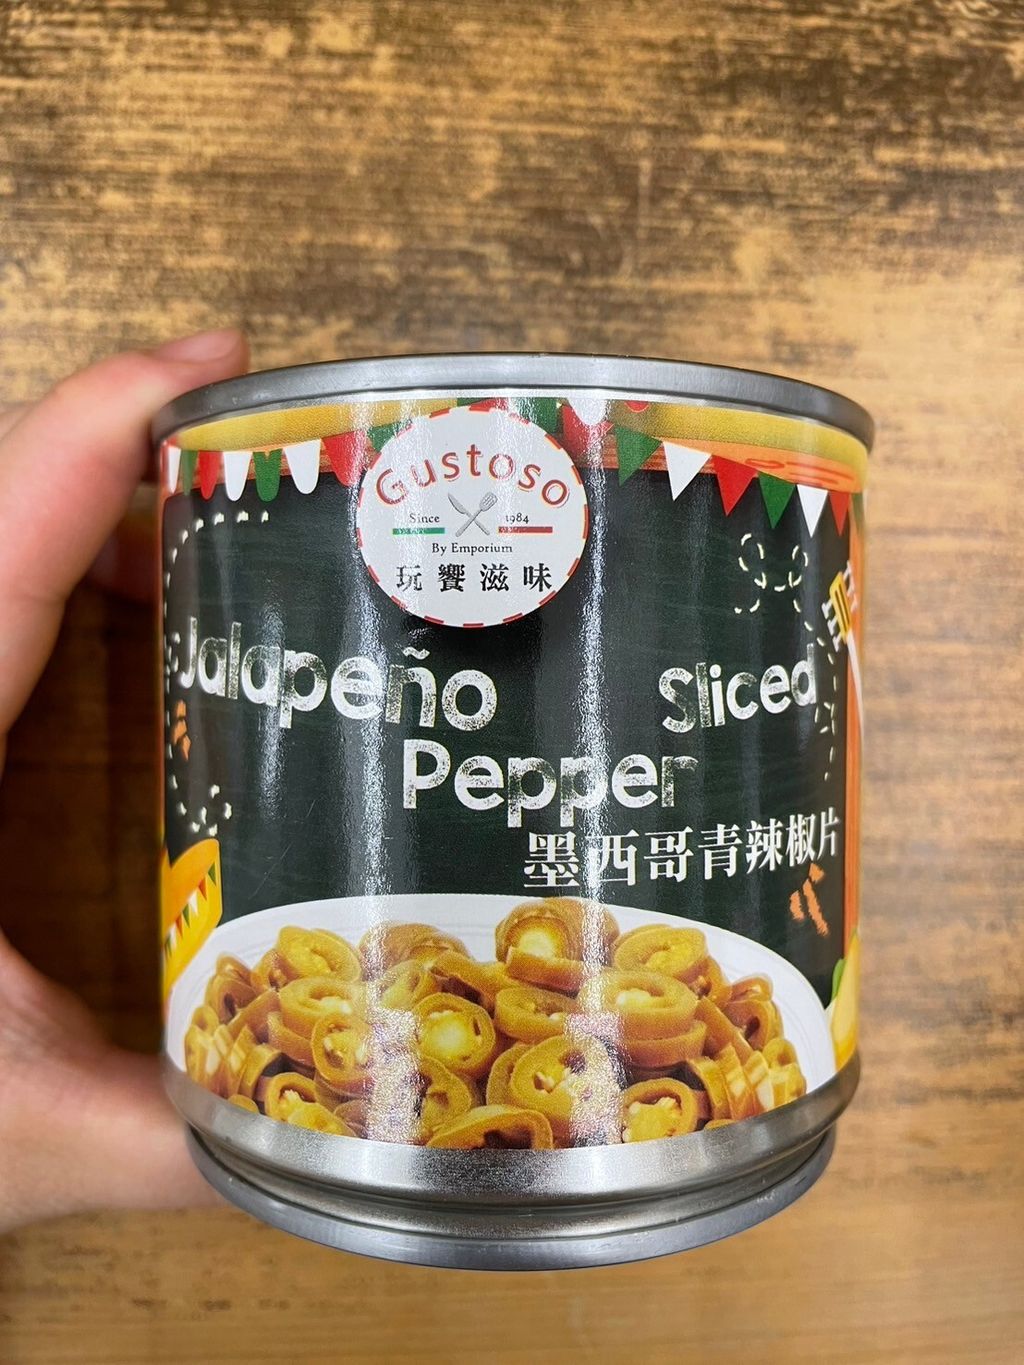 Gustoso
Since 1984
By Emporium
玩饗滋味
Jalapeño Sliced
Pepper
墨西哥青辣椒片